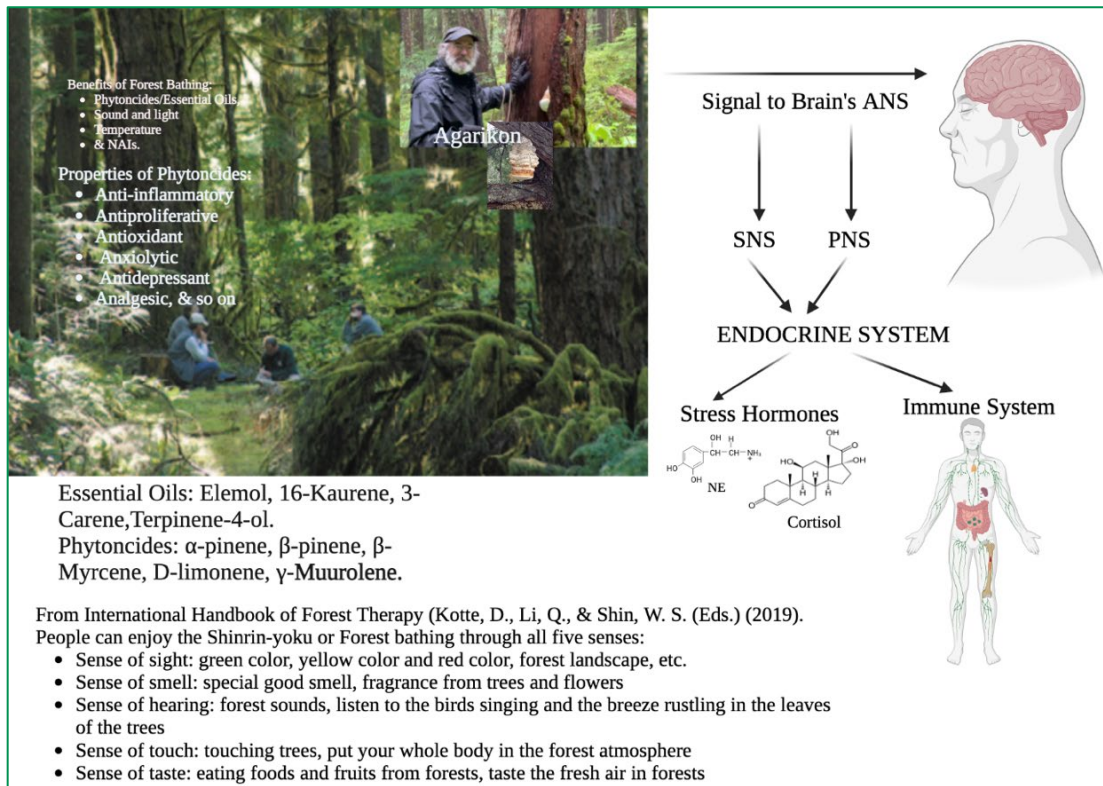 Benefits of Forest Bathing:
• Phytoncides/Essential Oils.
• Sound and light
• Temperature
• & NAIs.
Properties of Phytoncides:
• Anti-inflammatory
• Antiproliferative
• Antioxidant
• Anxiolytic
• Antidepressant
• Analgesic, & so on
Agarikon
Signal to Brain's ANS
SNS PNS
ENDOCRINE SYSTEM
Stress Hormones
OH H
C C NH₃
+
HO
OH
NE
OH
O
HO OH
H
H H
O
Cortisol
Immune System
Essential Oils: Elemol, 16-Kaurene, 3-
Carene,Terpinene-4-ol.
Phytoncides: α-pinene, β-pinene, β-
Myrcene, D-limonene, γ-Muurolene.
From International Handbook of Forest Therapy (Kotte, D., Li, Q., & Shin, W. S. (Eds.) (2019).
People can enjoy the Shinrin-yoku or Forest bathing through all five senses:
• Sense of sight: green color, yellow color and red color, forest landscape, etc.
• Sense of smell: special good smell, fragrance from trees and flowers
• Sense of hearing: forest sounds, listen to the birds singing and the breeze rustling in the leaves
of the trees
• Sense of touch: touching trees, put your whole body in the forest atmosphere
• Sense of taste: eating foods and fruits from forests, taste the fresh air in forests